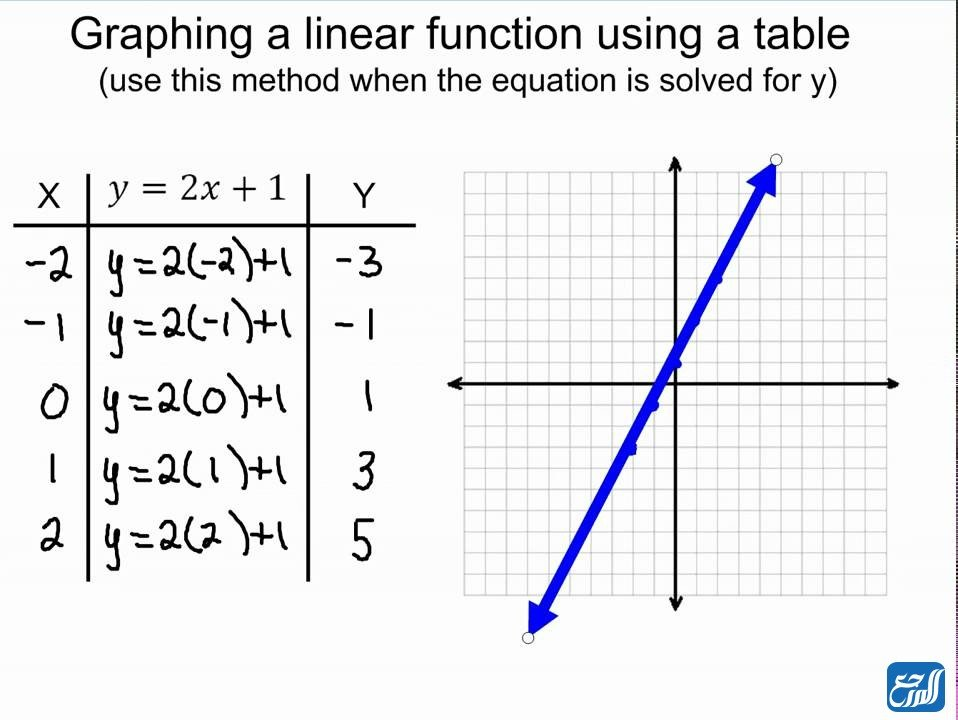 Graphing a linear function using a table
(use this method when the equation is solved for y)
X y = 2x + 1 Y
-2 y=2(-2)+1 -3
-1 y=2(-1)+1 -1
0 y=2(0)+1 1
1 y=2(1)+1 3
2 y=2(2)+1 5
المرجع